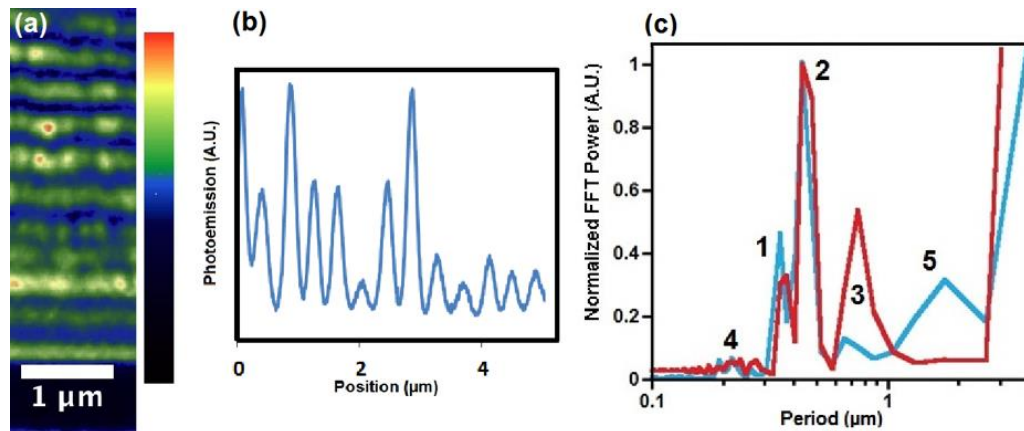 (a)
1 μm
(b)
Photoemission (A.U.)
0
2
4
Position (μm)
(c)
Normalized FFT Power (A.U.)
1
0.8
0.6
0.4
0.2
0
0.1
1
Period (μm)
1
2
3
4
5